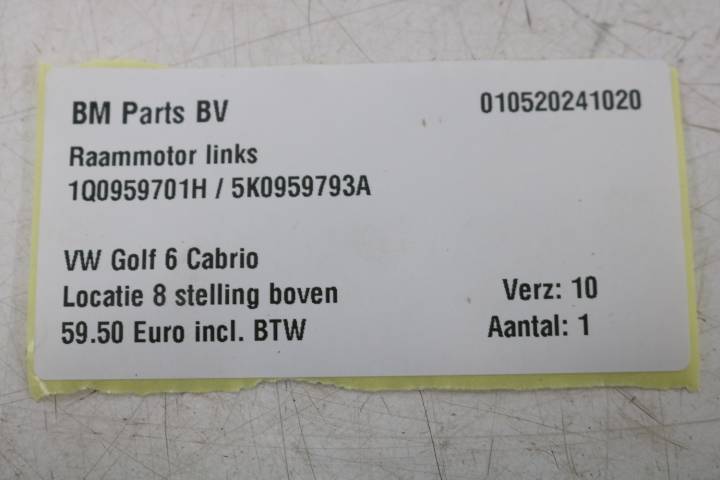 BM Parts BV 010520241020
Raammotor links
1Q0959701H / 5K0959793A
VW Golf 6 Cabrio
Locatie 8 stelling boven Verz: 10
59.50 Euro incl. BTW Aantal: 1